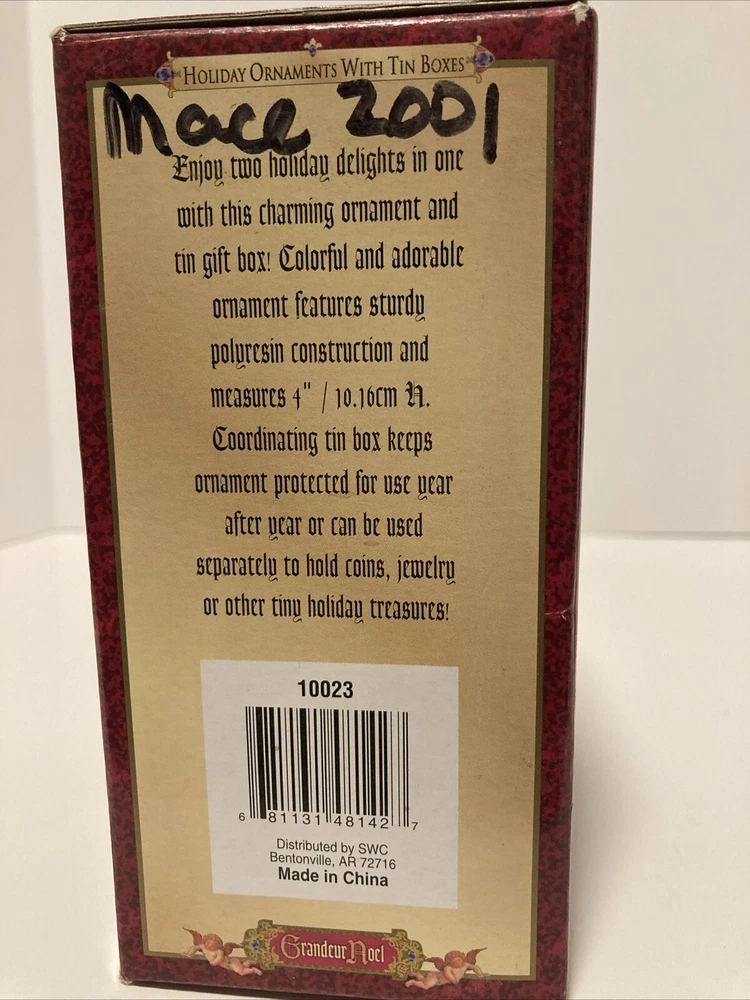 HOLIDAY ORNAMENTS WITH TIN BOXES
Mace 2001
Enjoy two holiday delights in one
with this charming ornament and
tin gift box! Colorful and adorable
ornament features sturdy
polyresin construction and
measures 4" / 10.16cm H.
Coordinating tin box keeps
ornament protected for use year
after year or can be used
separately to hold coins, jewelry
or other tiny holiday treasures!
10023
6 81131 48142 7
Distributed by SWC
Bentonville, AR 72716
Made in China
Grandeur Noel